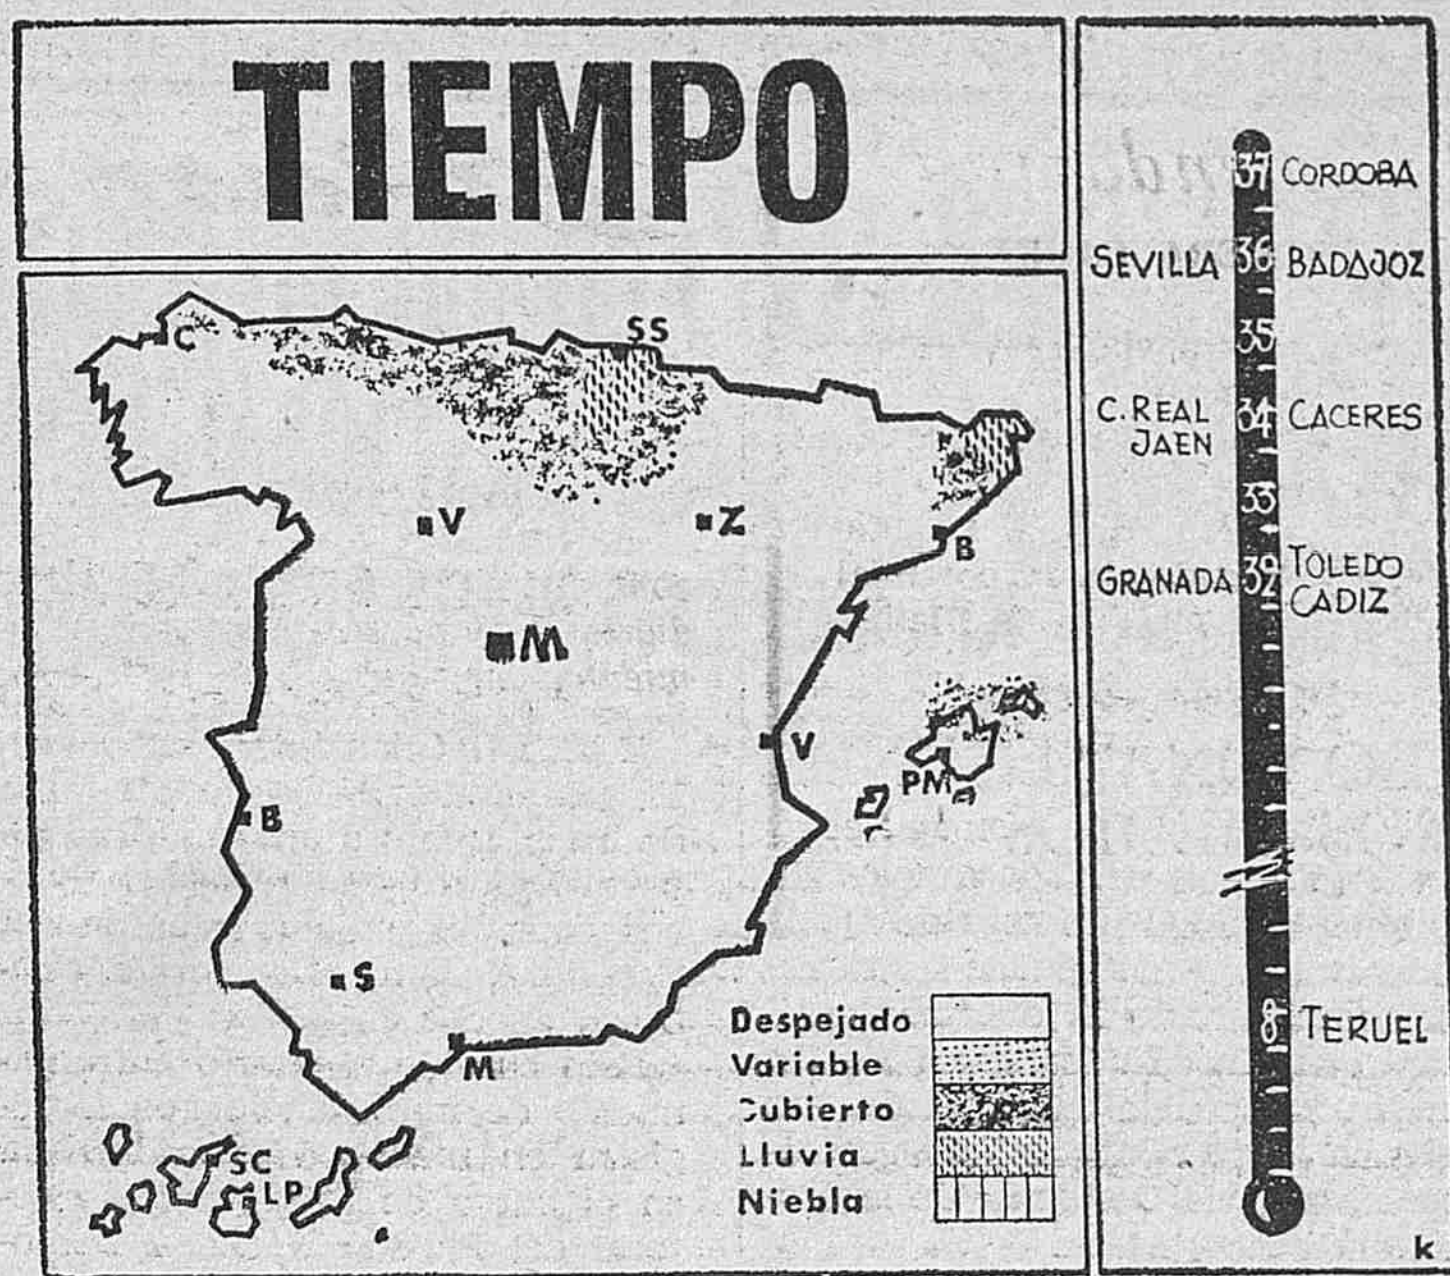 TIEMPO
C
G
SS
V
Z
B
M
V
PM
B
S
M
SC
LP
Despejado
Variable
Cubierto
Lluvia
Niebla
37 CORDOBA
SEVILLA 36 BADAJOZ
35
C. REAL 34 CACERES
JAEN
33
GRANADA 32 TOLEDO
CADIZ
8 TERUEL
k